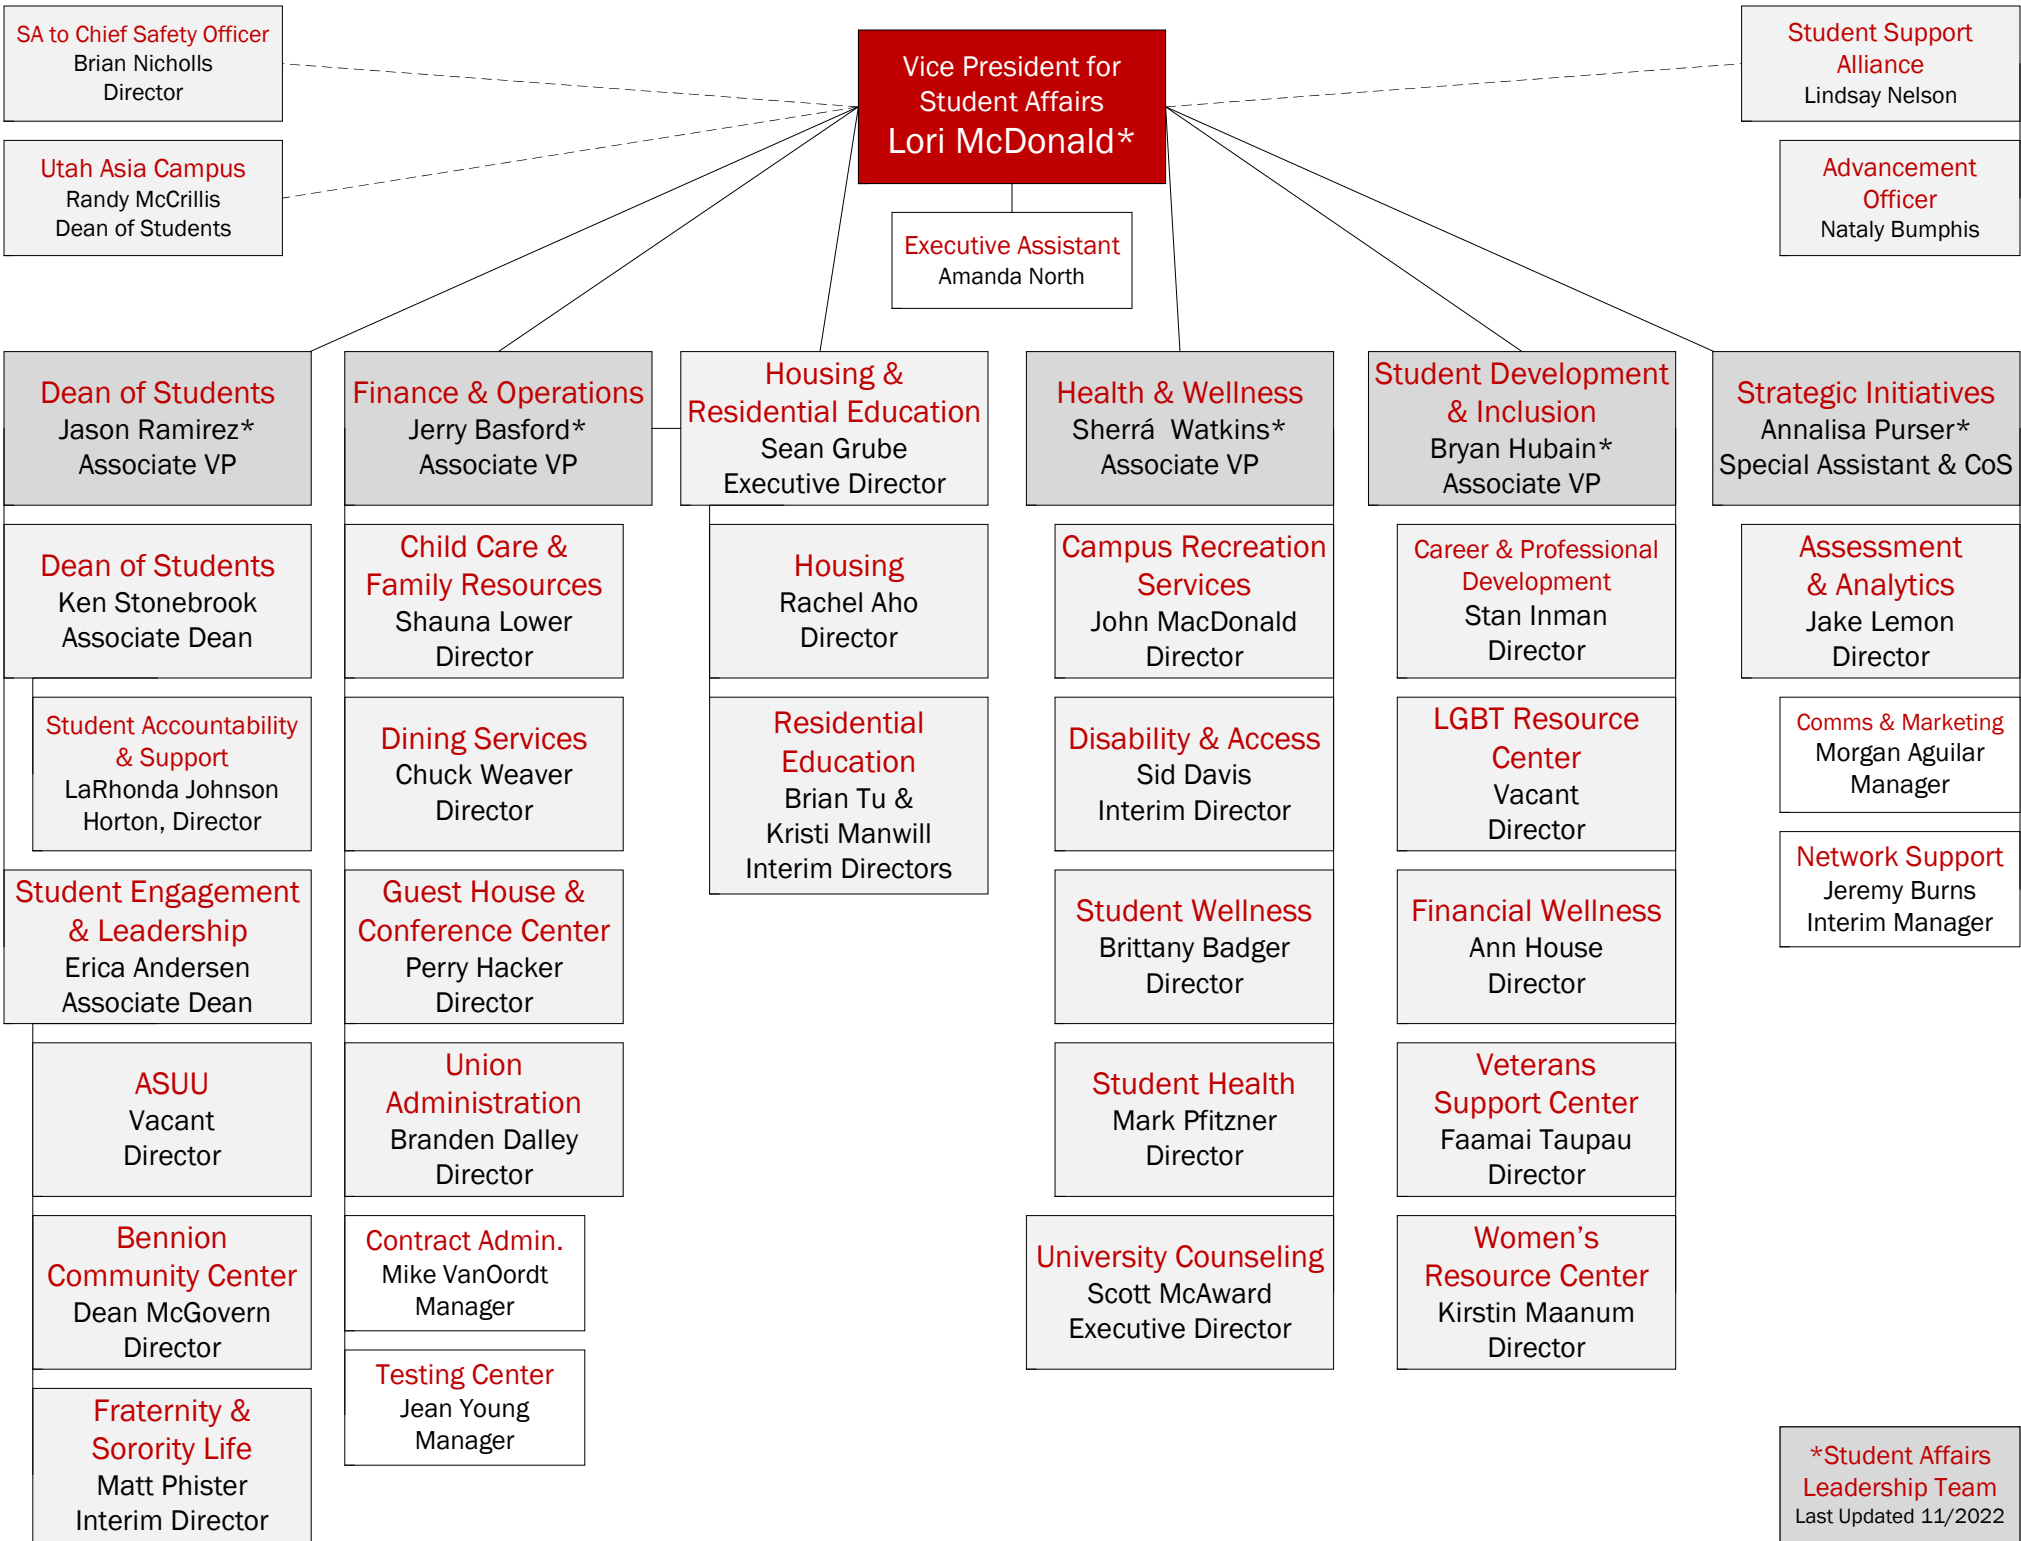 SA to Chief Safety Officer
Brian Nicholls
Director
Utah Asia Campus
Randy McCrillis
Dean of Students
Vice President for
Student Affairs
Lori McDonald*
Executive Assistant
Amanda North
Student Support
Alliance
Lindsay Nelson
Advancement
Officer
Nataly Bumphis
Dean of Students
Jason Ramirez*
Associate VP
Dean of Students
Ken Stonebrook
Associate Dean
Student Accountability
& Support
LaRhonda Johnson
Horton, Director
Student Engagement
& Leadership
Erica Andersen
Associate Dean
ASUU
Vacant
Director
Bennion
Community Center
Dean McGovern
Director
Fraternity &
Sorority Life
Matt Phister
Interim Director
Finance & Operations
Jerry Basford*
Associate VP
Child Care &
Family Resources
Shauna Lower
Director
Dining Services
Chuck Weaver
Director
Guest House &
Conference Center
Perry Hacker
Director
Union
Administration
Branden Dalley
Director
Contract Admin.
Mike VanOordt
Manager
Testing Center
Jean Young
Manager
Housing &
Residential Education
Sean Grube
Executive Director
Housing
Rachel Aho
Director
Residential
Education
Brian Tu &
Kristi Manwill
Interim Directors
Health & Wellness
Sherrá Watkins*
Associate VP
Campus Recreation
Services
John MacDonald
Director
Disability & Access
Sid Davis
Interim Director
Student Wellness
Brittany Badger
Director
Student Health
Mark Pfitzner
Director
University Counseling
Scott McAward
Executive Director
Student Development
& Inclusion
Bryan Hubain*
Associate VP
Career & Professional
Development
Stan Inman
Director
LGBT Resource
Center
Vacant
Director
Financial Wellness
Ann House
Director
Veterans
Support Center
Faamai Taupau
Director
Women’s
Resource Center
Kirstin Maanum
Director
Strategic Initiatives
Annalisa Purser*
Special Assistant & CoS
Assessment
& Analytics
Jake Lemon
Director
Comms & Marketing
Morgan Aguilar
Manager
Network Support
Jeremy Burns
Interim Manager
*Student Affairs
Leadership Team
Last Updated 11/2022